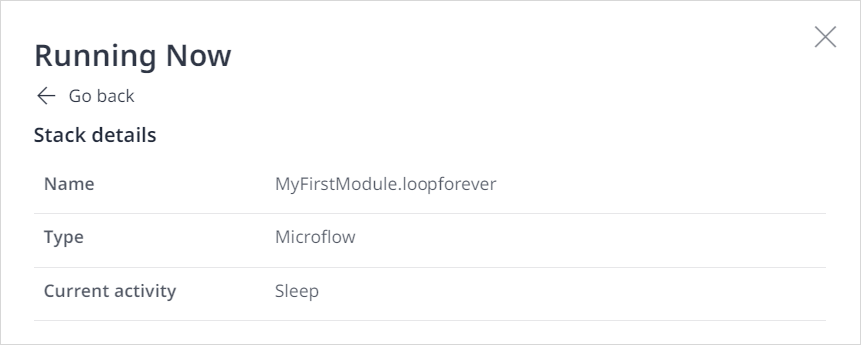 Running Now
Go back
Stack details
Name MyFirstModule.loopforever
Type Microflow
Current activity Sleep